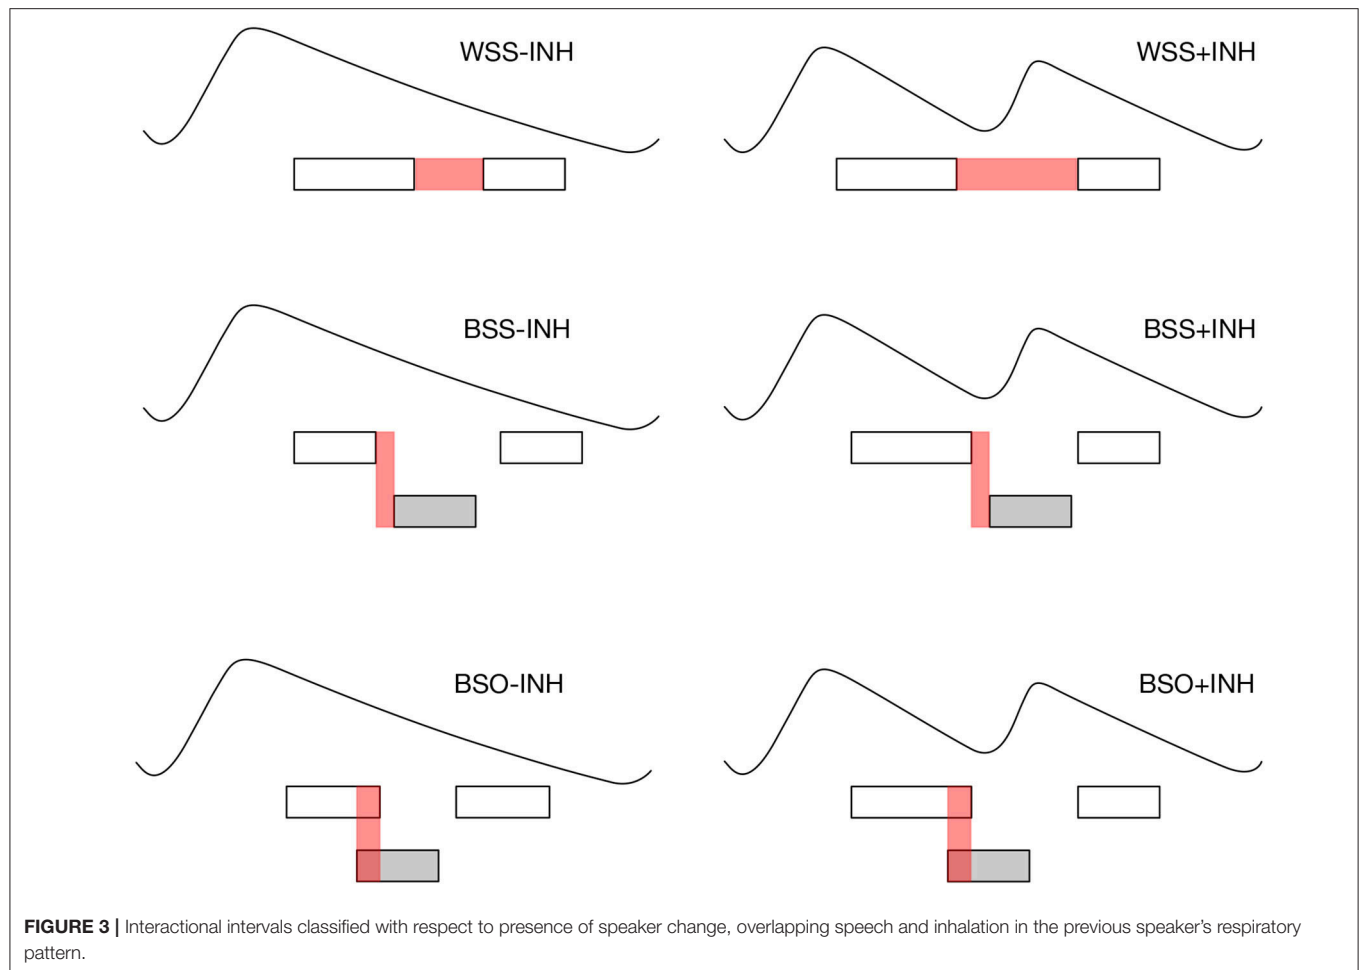 WSS-INH
WSS+INH
BSS-INH
BSS+INH
BSO-INH
BSO+INH
FIGURE 3 | Interactional intervals classified with respect to presence of speaker change, overlapping speech and inhalation in the previous speaker's respiratory
pattern.